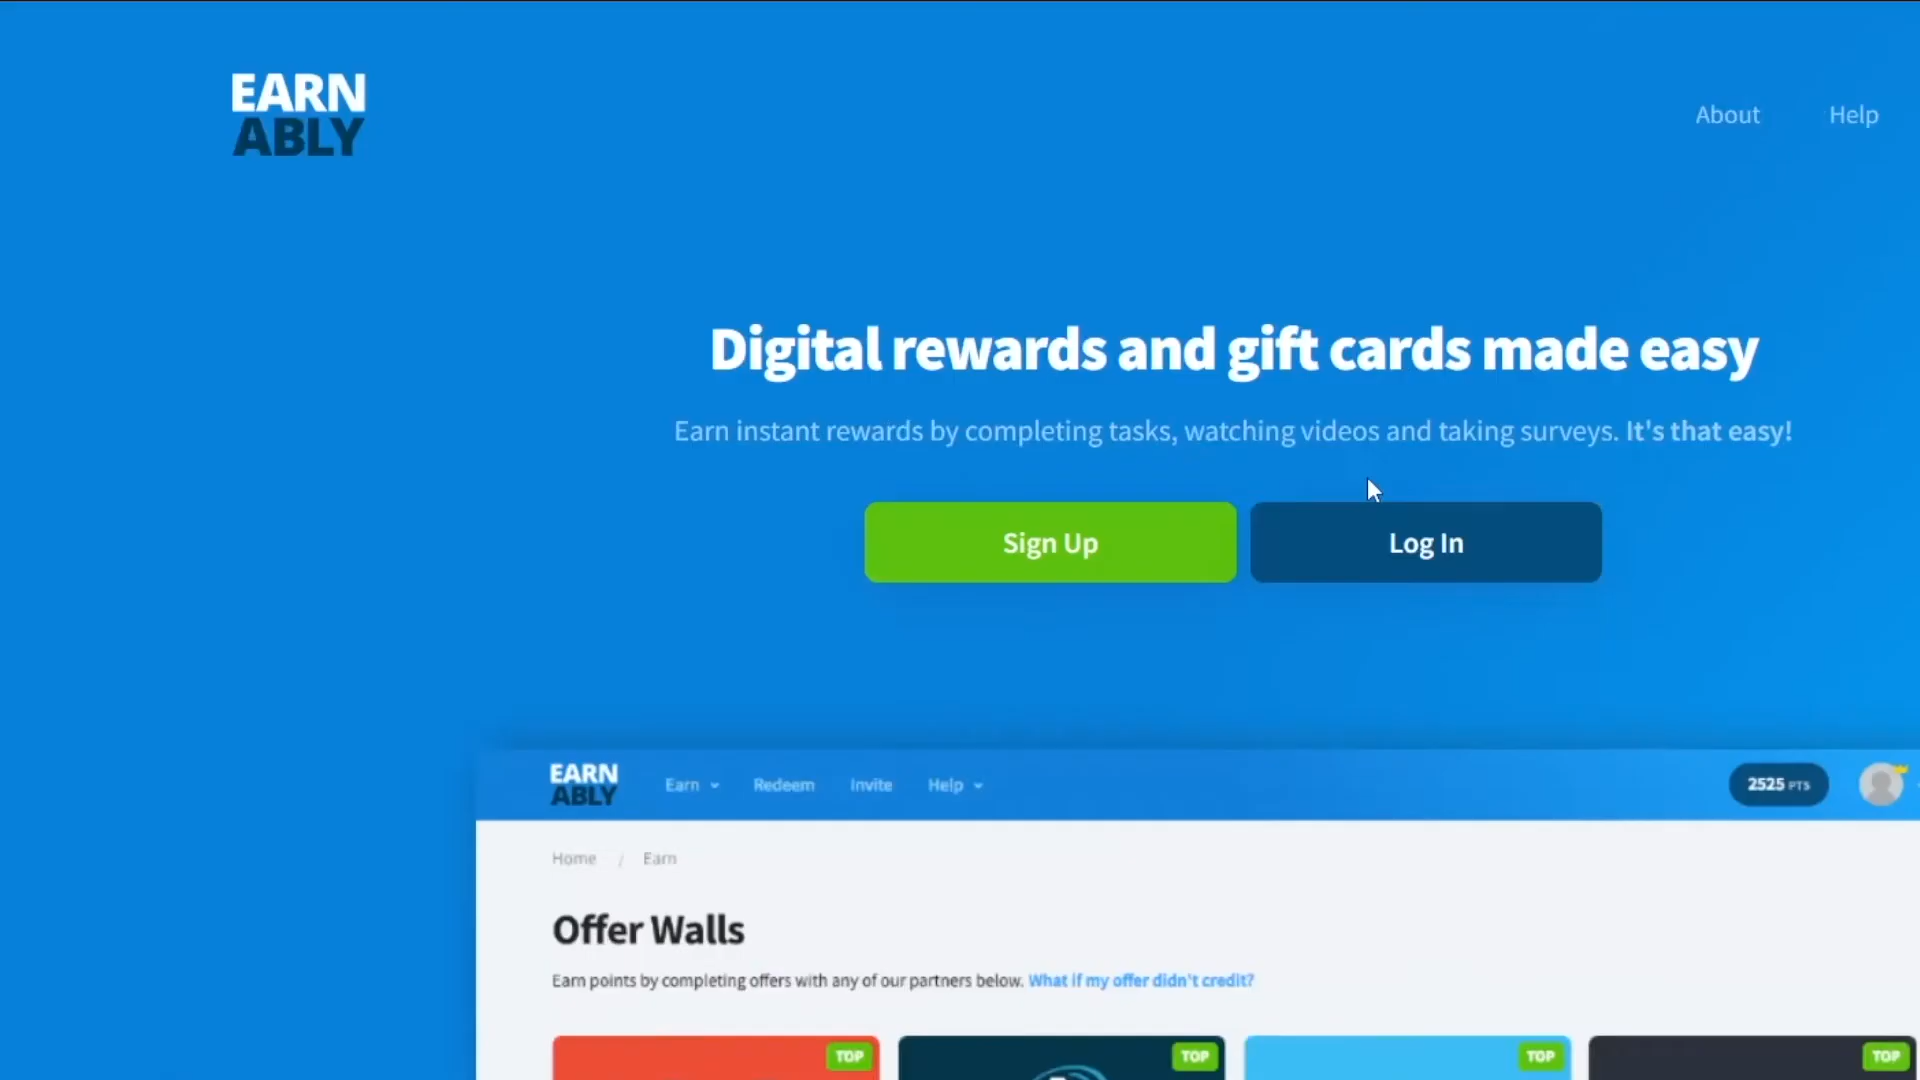 EARN
ABLY
About
Help
Digital rewards and gift cards made easy
Earn instant rewards by completing tasks, watching videos and taking surveys. It's that easy!
Sign Up
Log In
EARN
ABLY
Earn
Redeem
Invite
Help
2525 PTS
Home / Earn
Offer Walls
Earn points by completing offers with any of our partners below. What if my offer didn't credit?
TOP
TOP
TOP
TOP